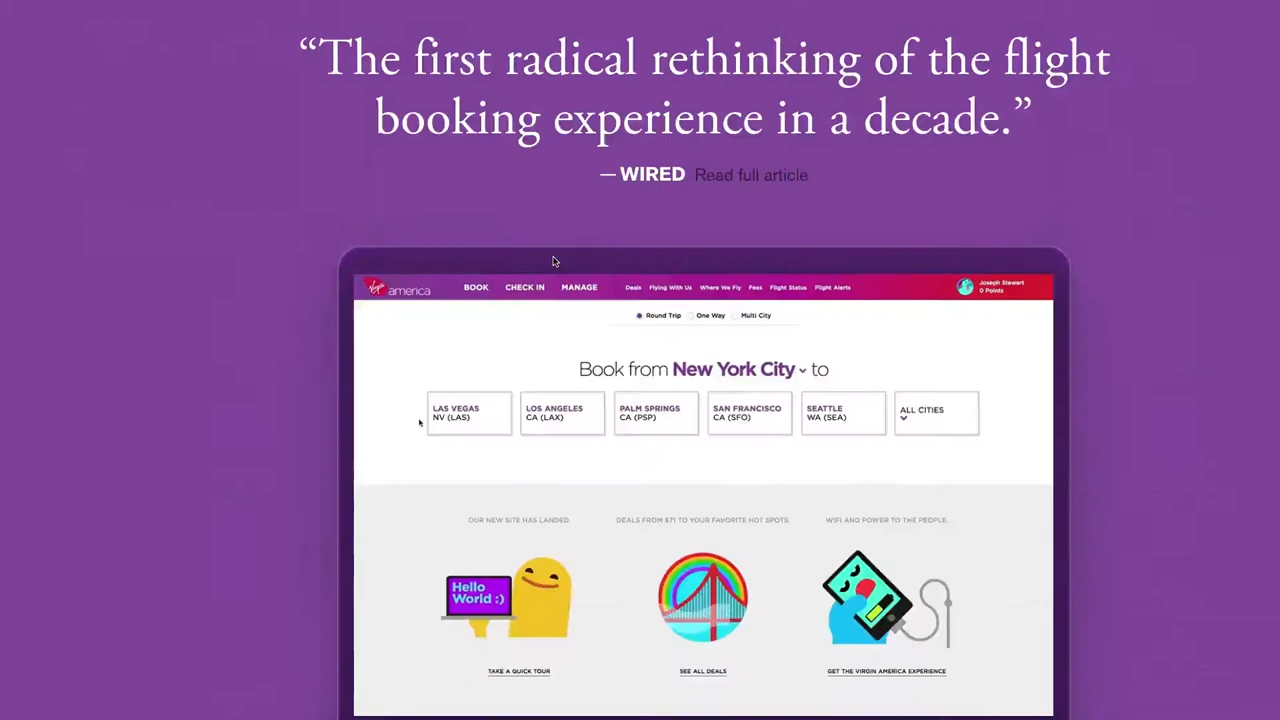 “The first radical rethinking of the flight
booking experience in a decade.”
— WIRED Read full article
Virgin america BOOK CHECK IN MANAGE Deals Flying With Us Where We Fly Fees Flight Status Flight Alerts Joseph Stewart
0 Points
Round Trip One Way Multi City
Book from New York City to
LAS VEGAS
NV (LAS)
LOS ANGELES
CA (LAX)
PALM SPRINGS
CA (PSP)
SAN FRANCISCO
CA (SFO)
SEATTLE
WA (SEA)
ALL CITIES
OUR NEW SITE HAS LANDED.
DEALS FROM $71 TO YOUR FAVORITE HOT SPOTS.
WIFI AND POWER TO THE PEOPLE.
Hello
World :)
TAKE A QUICK TOUR
SEE ALL DEALS
GET THE VIRGIN AMERICA EXPERIENCE